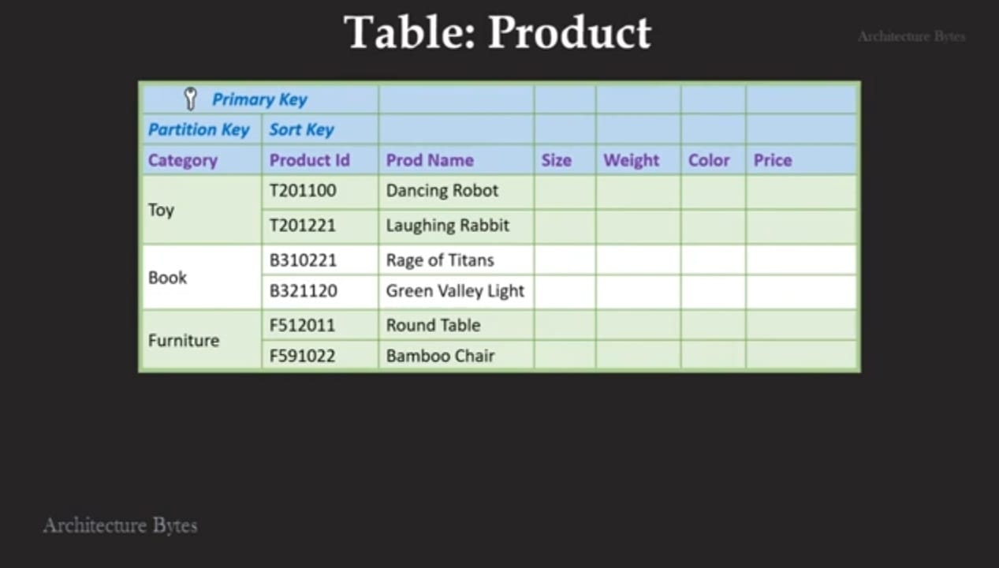 Table: Product
Architecture Bytes
Primary Key
Partition Key Sort Key
Category Product Id Prod Name Size Weight Color Price
Toy
T201100 Dancing Robot
T201221 Laughing Rabbit
Book
B310221 Rage of Titans
B321120 Green Valley Light
Furniture
F512011 Round Table
F591022 Bamboo Chair
Architecture Bytes